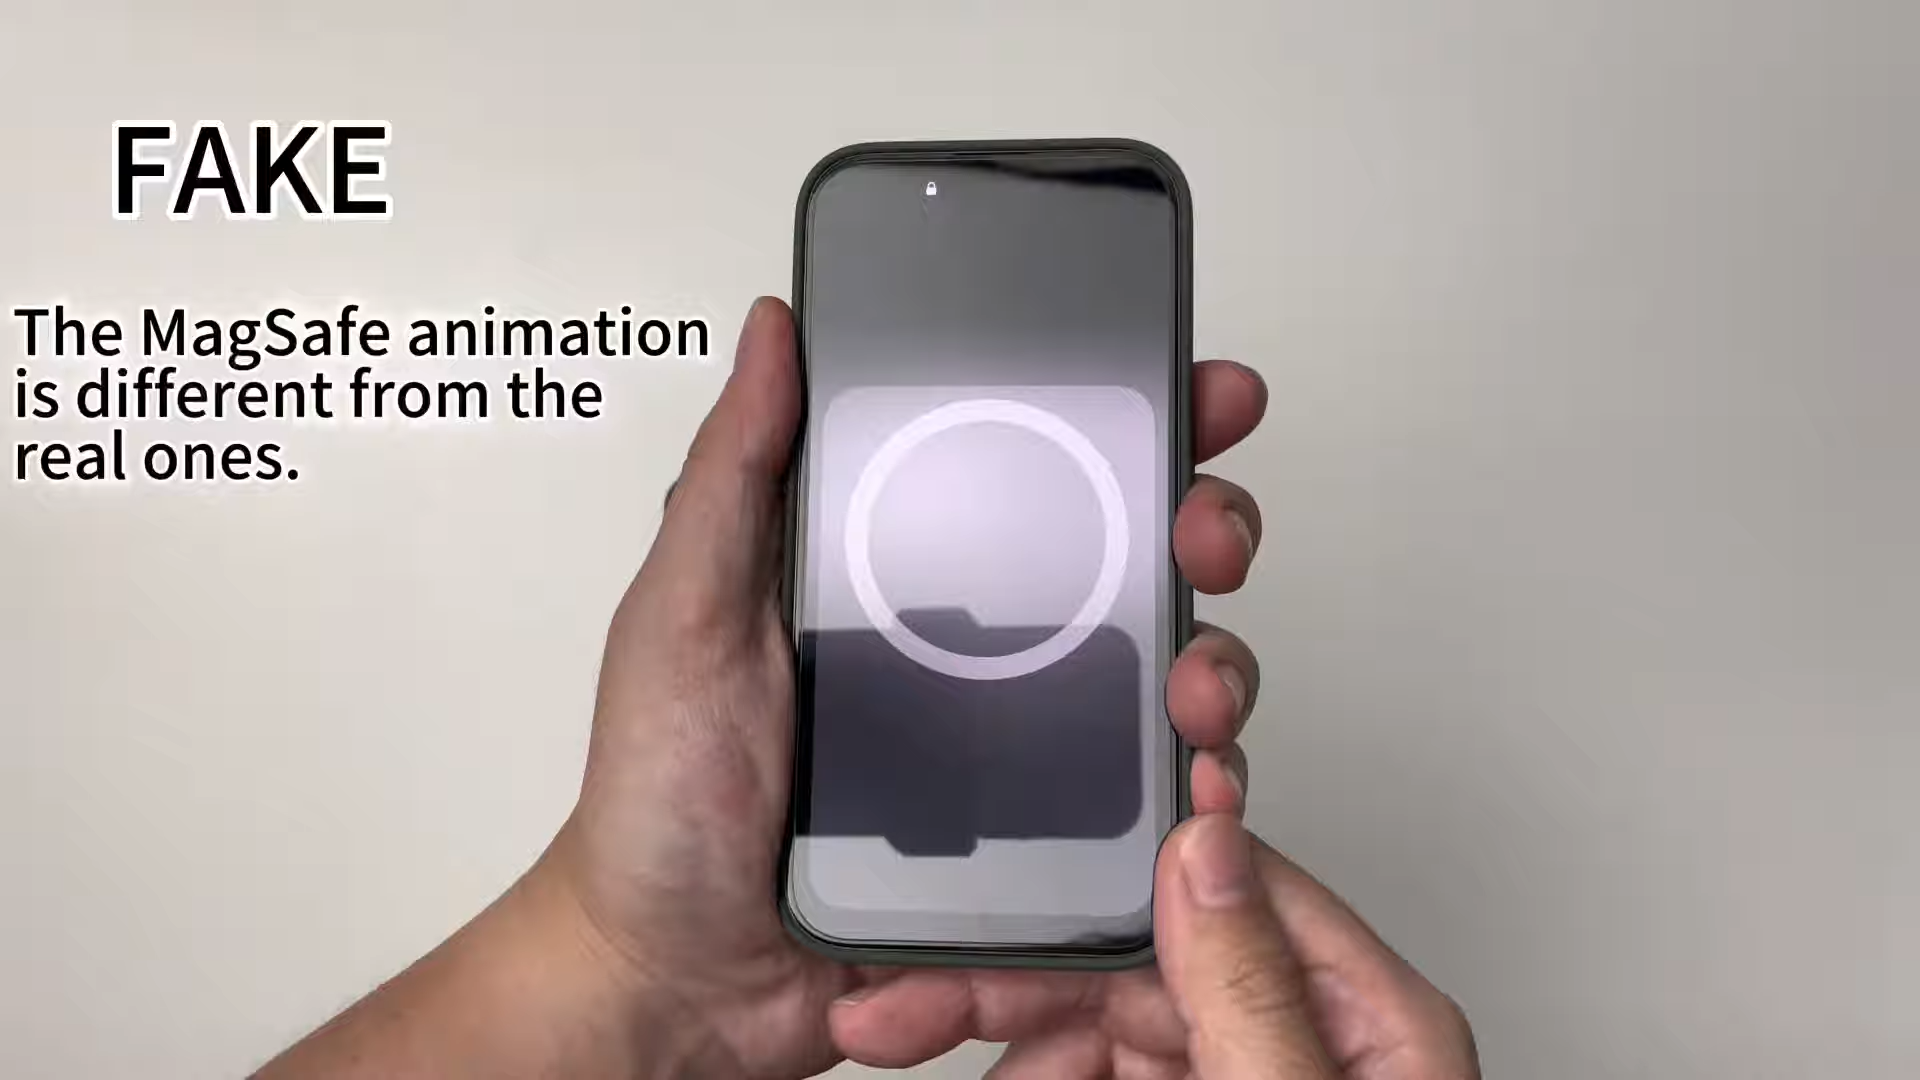 FAKE
The MagSafe animation
is different from the
real ones.